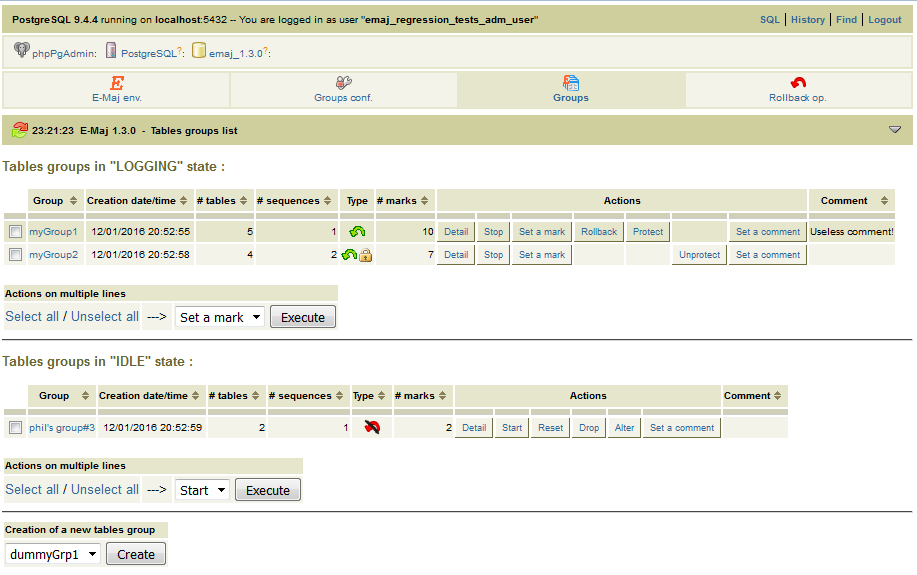 PostgreSQL 9.4.4 running on localhost:5432 -- You are logged in as user "emaj_regression_tests_adm_user" SQL | History | Find | Logout
phpPgAdmin: PostgreSQL?: emaj_1.3.0?:
E-Maj env. Groups conf. Groups Rollback op.
23:21:23 E-Maj 1.3.0 - Tables groups list
Tables groups in "LOGGING" state :
Group Creation date/time # tables # sequences Type # marks Actions Comment
myGroup1 12/01/2016 20:52:55 5 1 10 Detail Stop Set a mark Rollback Protect Set a comment Useless comment!
myGroup2 12/01/2016 20:52:58 4 2 7 Detail Stop Set a mark Unprotect Set a comment
Actions on multiple lines
Select all / Unselect all ---> Set a mark Execute
Tables groups in "IDLE" state :
Group Creation date/time # tables # sequences Type # marks Actions Comment
phil's group#3 12/01/2016 20:52:59 2 1 2 Detail Start Reset Drop Alter Set a comment
Actions on multiple lines
Select all / Unselect all ---> Start Execute
Creation of a new tables group
dummyGrp1 Create